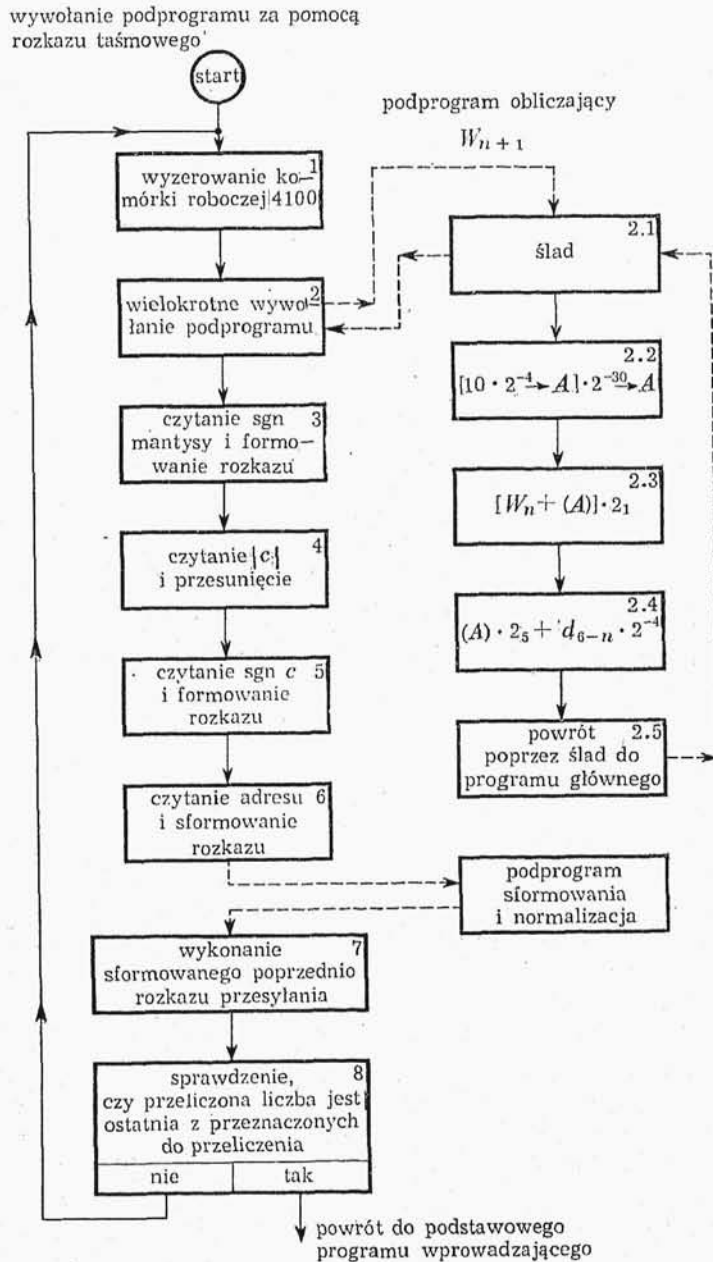 wywołanie podprogramu za pomocą
rozkazu taśmowego
start
1
wyzerowanie ko-
mórki roboczej 4100
2
wielokrotne wywo-
łanie podprogramu
czytanie sgn 3
mantysy i formo-
wanie rozkazu
4
czytanie |c|
i przesunięcie
czytanie sgn c 5
i formowanie
rozkazu
czytanie adresu 6
i sformowanie
rozkazu
podprogram obliczający
W_{n+1}
2.1
ślad
2.2
[10 · 2^{-4} → A] · 2^{-30} → A
2.3
[W_n + (A)] · 2_1
2.4
(A) · 2_5 + d_{6-n} · 2^{-4}
powrót 2.5
poprzez ślad do
programu głównego
podprogram
sformowania
i normalizacja
wykonanie 7
sformowanego poprzednio
rozkazu przesyłania
sprawdzenie, 8
czy przeliczona liczba jest
ostatnia z przeznaczonych
do przeliczenia
nie tak
powrót do podstawowego
programu wprowadzającego